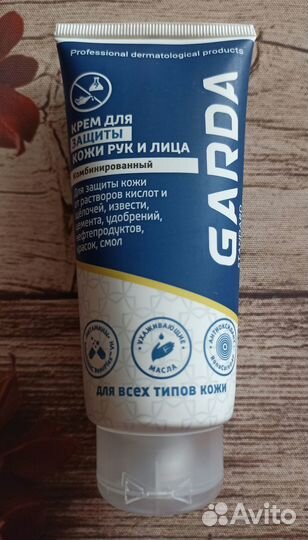 Professional dermatological products
КРЕМ ДЛЯ
ЗАЩИТЫ
КОЖИ РУК И ЛИЦА
Комбинированный
Для защиты кожи
от растворов кислот и
щелочей, извести,
цемента, удобрений,
нефтепродуктов,
красок, смол
GARDA
УХАЖИВАЮЩИЕ
МАСЛА
для всех типов кожи
Avito